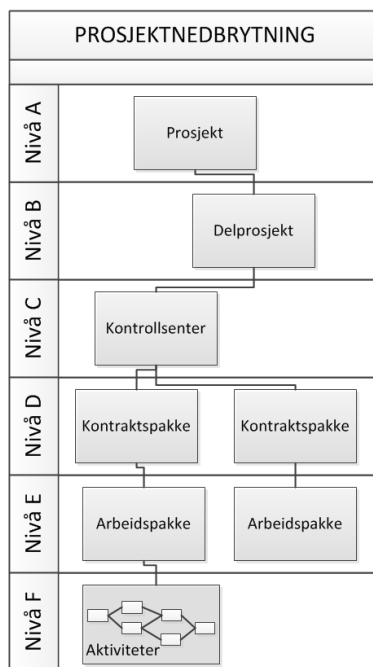 PROSJEKTNEDBRYTNING
Nivå A
Prosjekt
Nivå B
Delprosjekt
Nivå C
Kontrollsenter
Nivå D
Kontraktspakke
Kontraktspakke
Nivå E
Arbeidspakke
Arbeidspakke
Nivå F
Aktiviteter